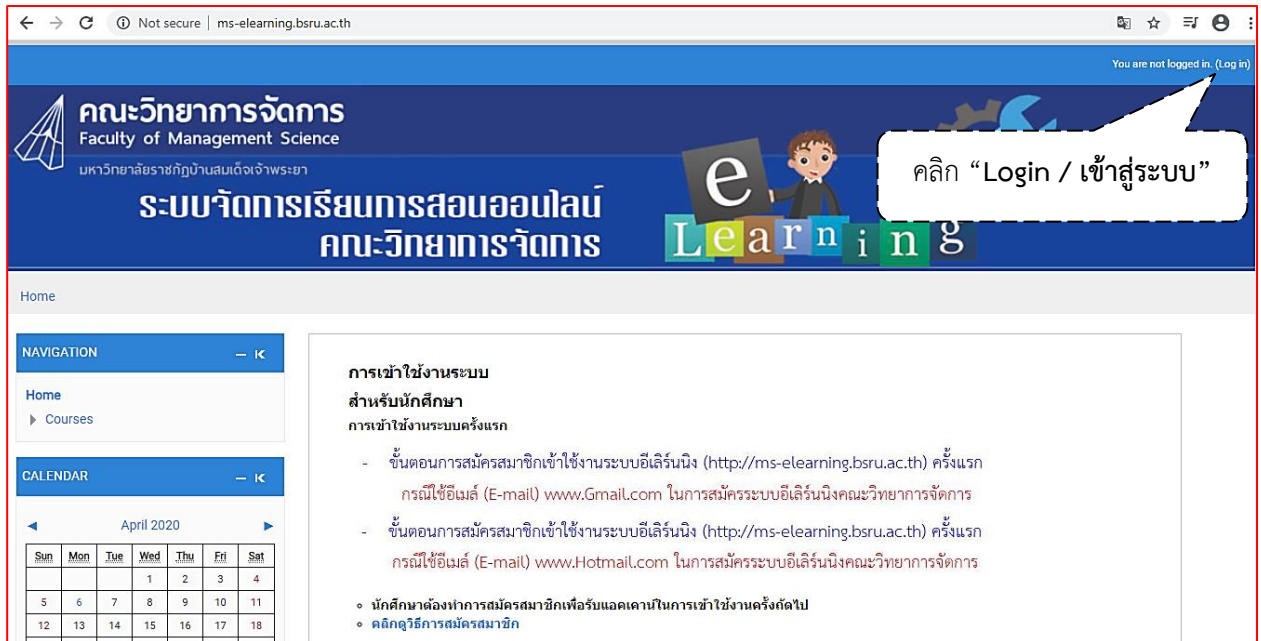 Not secure | ms-elearning.bsru.ac.th
You are not logged in. (Log in)
คณะวิทยาการจัดการ
Faculty of Management Science
มหาวิทยาลัยราชภัฏบ้านสมเด็จเจ้าพระยา
ระบบจัดการเรียนการสอนออนไลน์
คณะวิทยาการจัดการ
e
Learning
คลิก “Login / เข้าสู่ระบบ”
Home
NAVIGATION
Home
Courses
CALENDAR
April 2020
Sun Mon Tue Wed Thu Fri Sat
1 2 3 4
5 6 7 8 9 10 11
12 13 14 15 16 17 18
การเข้าใช้งานระบบ
สำหรับนักศึกษา
การเข้าใช้งานระบบครั้งแรก
- ขั้นตอนการสมัครสมาชิกเข้าใช้งานระบบอีเลิร์นนิง (http://ms-elearning.bsru.ac.th) ครั้งแรก
กรณีใช้อีเมล์ (E-mail) www.Gmail.com ในการสมัครระบบอีเลิร์นนิงคณะวิทยาการจัดการ
- ขั้นตอนการสมัครสมาชิกเข้าใช้งานระบบอีเลิร์นนิง (http://ms-elearning.bsru.ac.th) ครั้งแรก
กรณีใช้อีเมล์ (E-mail) www.Hotmail.com ในการสมัครระบบอีเลิร์นนิงคณะวิทยาการจัดการ
นักศึกษาต้องทำการสมัครสมาชิกเพื่อรับแอคเคาน์ในการเข้าใช้งานครั้งถัดไป
คลิกดูวิธีการสมัครสมาชิก